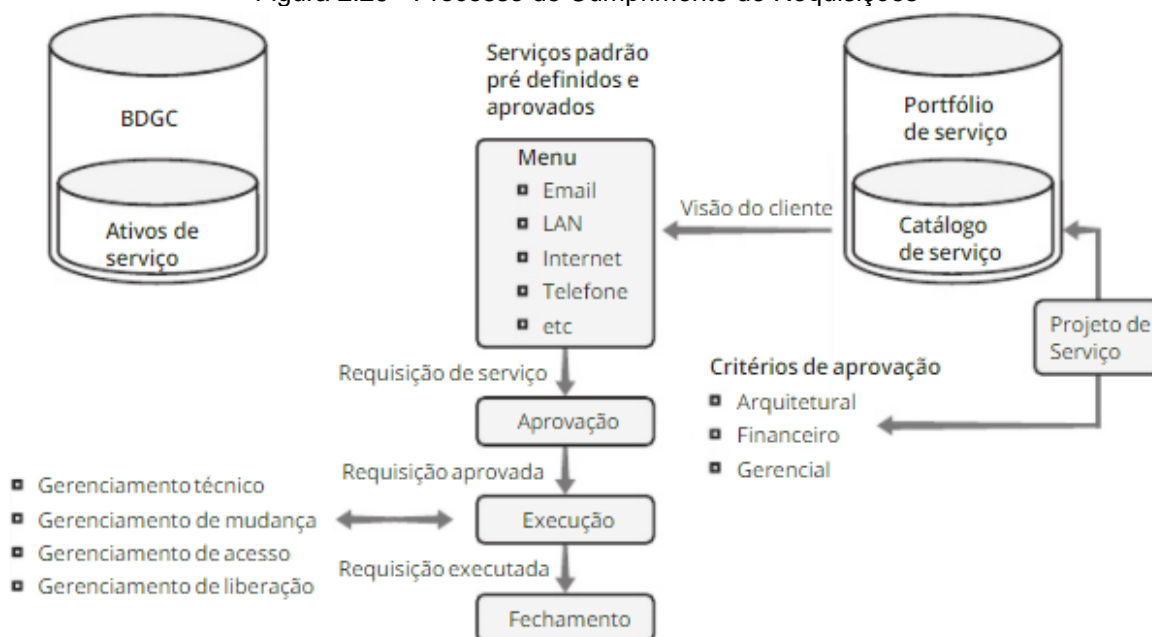 Figura 2.20 - Processo de Cumprimento de Requisições
BDGC
Ativos de
serviço
Serviços padrão
pré definidos e
aprovados
Menu
Email
LAN
Internet
Telefone
etc
Visão do cliente
Portfólio
de serviço
Catálogo
de serviço
Projeto de
Serviço
Requisição de serviço
Critérios de aprovação
Arquitetural
Financeiro
Gerencial
Aprovação
Requisição aprovada
Gerenciamento técnico
Gerenciamento de mudança
Gerenciamento de acesso
Gerenciamento de liberação
Execução
Requisição executada
Fechamento